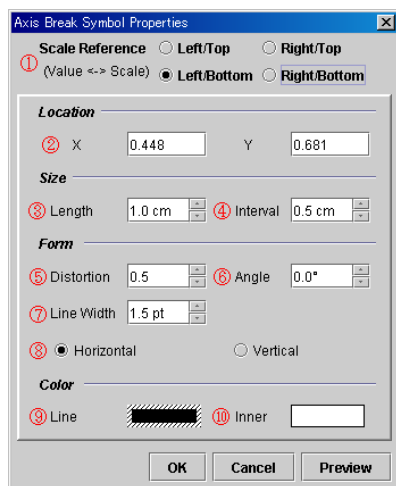 Axis Break Symbol Properties
Scale Reference Left/Top Right/Top
① (Value <-> Scale) Left/Bottom Right/Bottom
Location
② X 0.448 Y 0.681
Size
③ Length 1.0 cm ④ Interval 0.5 cm
Form
⑤ Distortion 0.5 ⑥ Angle 0.0°
⑦ Line Width 1.5 pt
⑧ Horizontal Vertical
Color
⑨ Line ⑩ Inner
OK Cancel Preview